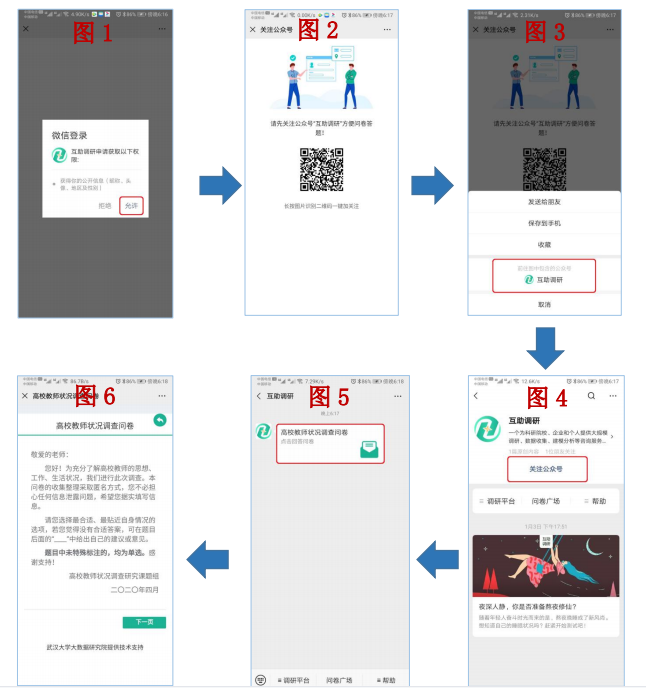 图 1
微信登录
互助调研申请获取以下权
限:
获得你的公开信息(昵称、头
像、地区及性别)
拒绝 允许
图 2
关注公众号
请先关注公众号“互助调研”方便问卷答
题!
长按图片识别二维码一键加关注
图 3
关注公众号
请先关注公众号“互助调研”方便问卷答
题!
发送给朋友
保存到手机
收藏
互助调研
取消
图 4
互助调研
一个为科研院校、企业和个人提供大规模
调研、数据收集、建模分析等咨询服务...
关注公众号
调研平台 问卷广场 帮助
1月3日 下午17:31
互助
调研
夜深人静,你是否准备熬夜修仙?
图 5
互助调研
晚上6:17
高校教师状况调查问卷
点击回答问卷
调研平台 问卷广场 帮助
图 6
高校教师状况调查问卷
高校教师状况调查问卷
敬爱的老师:
您好!为充分了解高校教师的思想、
工作、生活状况,我们进行此次调查。本
问卷的收集整理采取匿名方式,您不必担
心任何信息泄露问题,希望您据实填写信
息。
请您选择最合适、最贴近自身情况的
选项,若您觉得没有合适答案,可在题目
后面的“___”中给出自己的建议或意见。
题目中未特殊标注的,均为单选。感
谢支持!
高校教师状况调查研究课题组
二〇二〇年四月
下一页
武汉大学大数据研究院提供技术支持